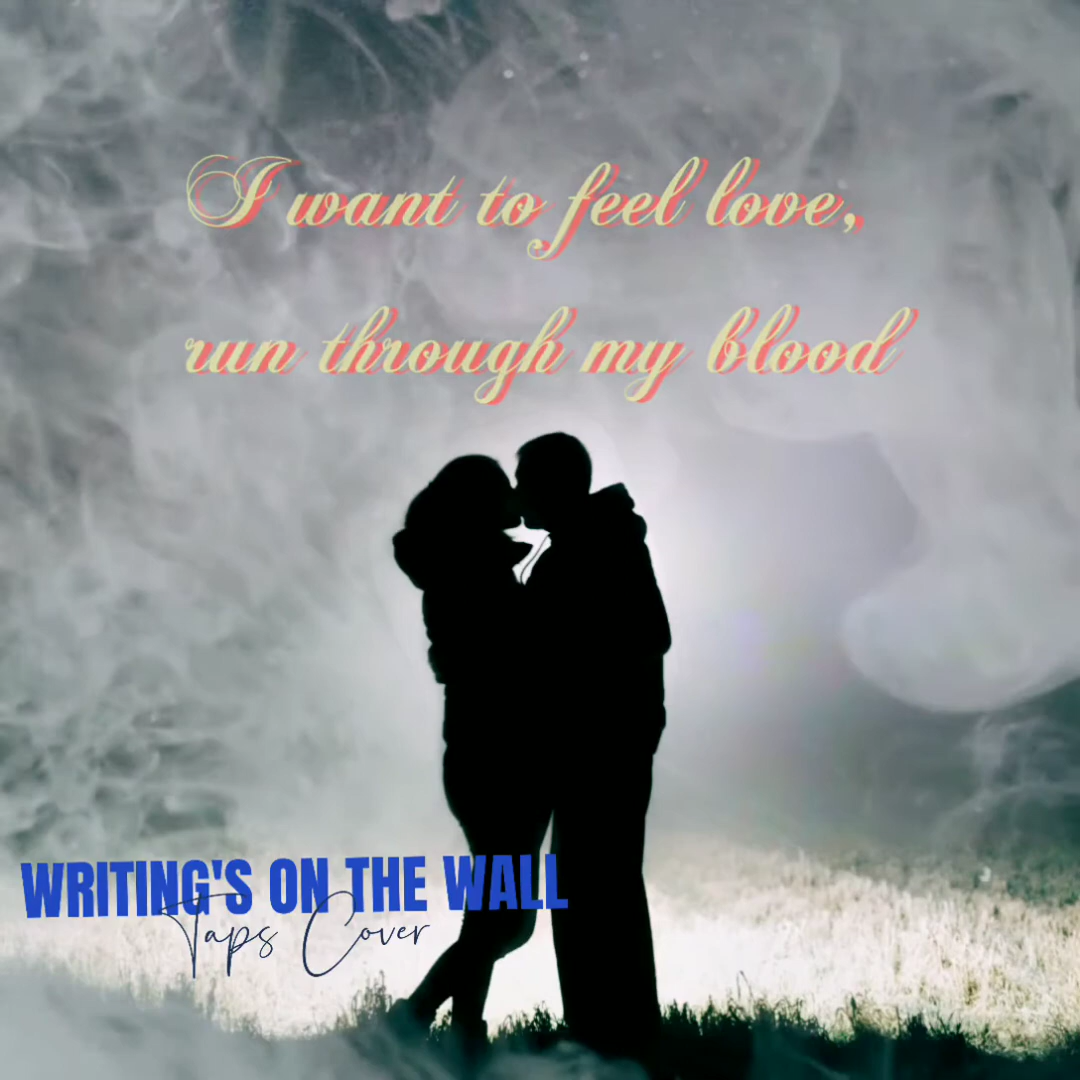 I want to feel love,
run through my blood
WRITING'S ON THE WALL
Taps Cover